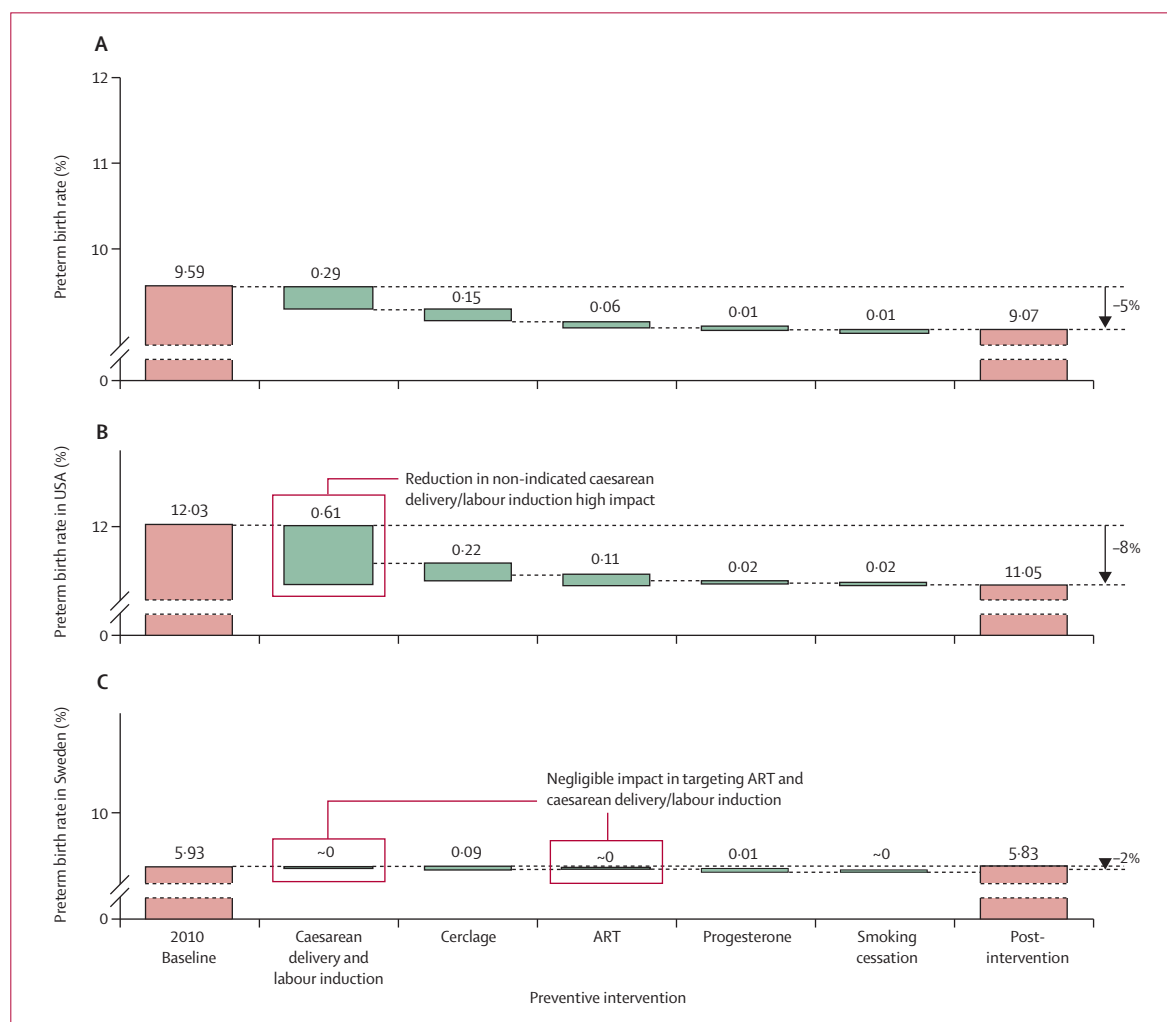 A
Preterm birth rate (%)
12
11
10
0
9·59
0·29
0·15
0·06
0·01
0·01
9·07
–5%
B
Preterm birth rate in USA (%)
12
0
12·03
0·61
0·22
0·11
0·02
0·02
11·05
–8%
Reduction in non-indicated caesarean
delivery/labour induction high impact
C
Preterm birth rate in Sweden (%)
10
0
Negligible impact in targeting ART and
caesarean delivery/labour induction
5·93
~0
0·09
~0
0·01
~0
5·83
–2%
2010
Baseline
Caesarean
delivery and
labour induction
Cerclage
ART
Progesterone
Smoking
cessation
Post-
intervention
Preventive intervention